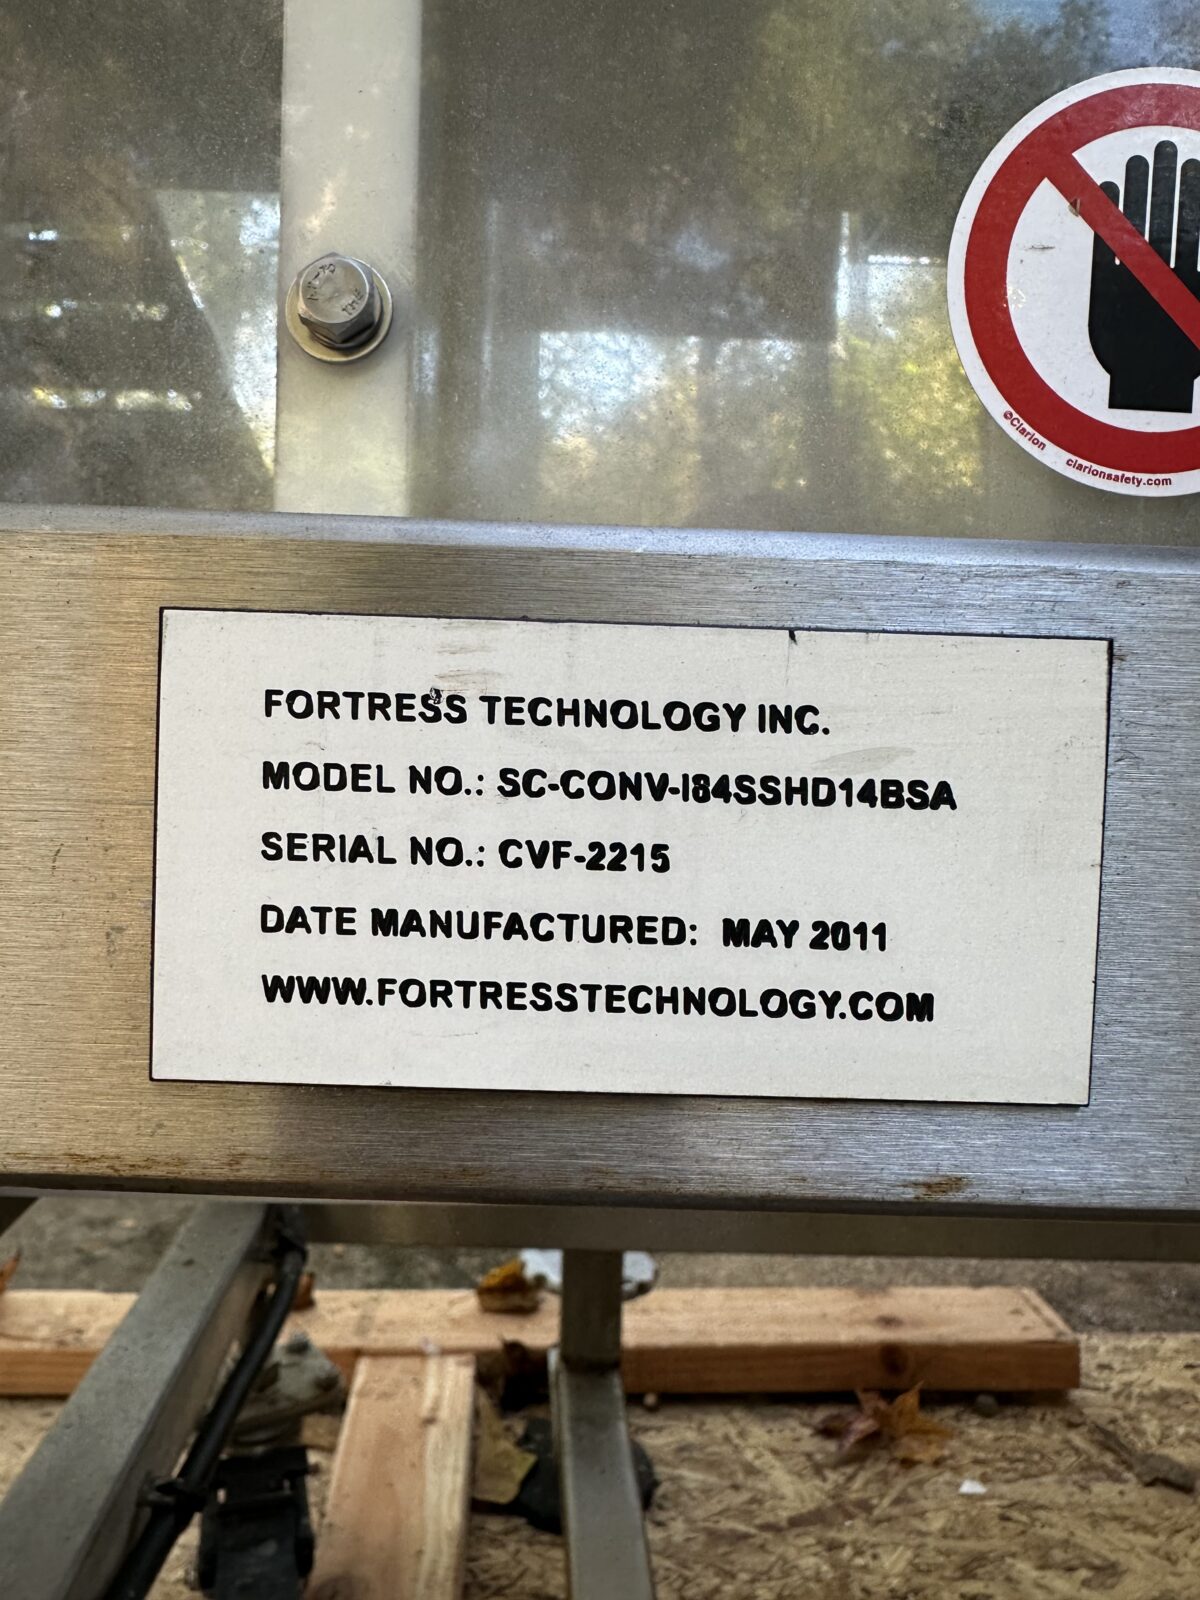 ©Clarion clarionsafety.com
FORTRESS TECHNOLOGY INC.
MODEL NO.: SC-CONV-I84SSHD14BSA
SERIAL NO.: CVF-2215
DATE MANUFACTURED: MAY 2011
WWW.FORTRESSTECHNOLOGY.COM